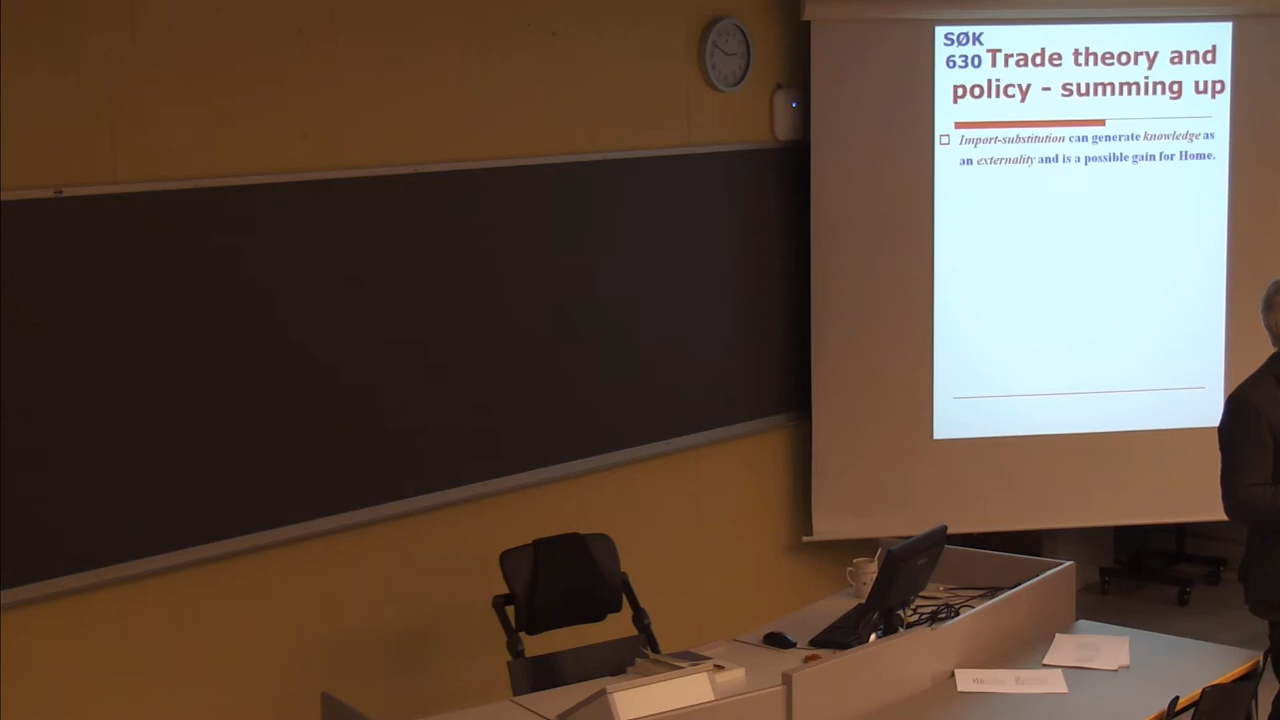 SØK
630 Trade theory and
policy - summing up
Import-substitution can generate knowledge as
an externality and is a possible gain for Home.